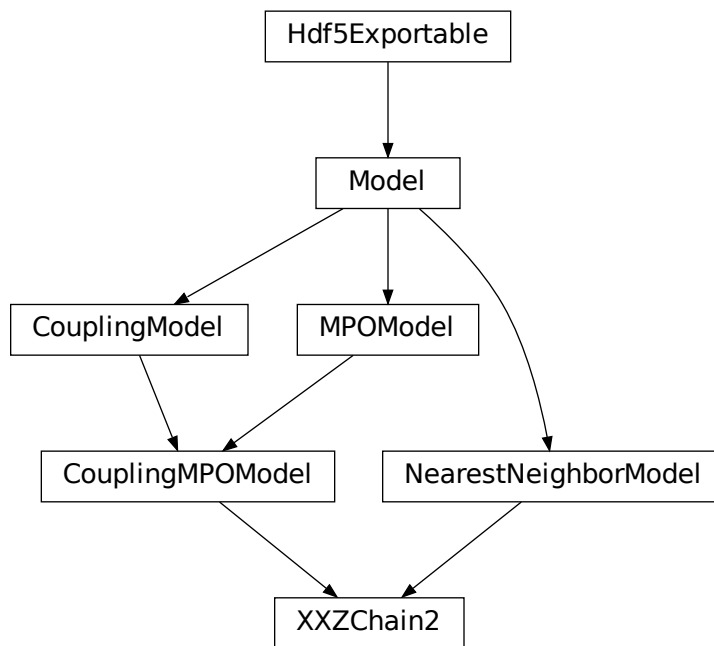 Hdf5Exportable
Model
CouplingModel
MPOModel
CouplingMPOModel
NearestNeighborModel
XXZChain2